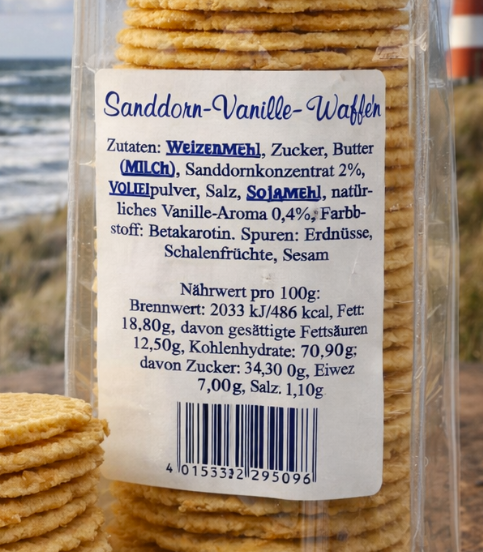 Sanddorn-Vanille-Waffeln
Zutaten: WEIZENMEHL, Zucker, Butter
(MILCH), Sanddornkonzentrat 2%,
VOLLEIpulver, Salz, SOJAMEHL, natür-
liches Vanille-Aroma 0,4%, Farbb-
stoff: Betakarotin. Spuren: Erdnüsse,
Schalenfrüchte, Sesam
Nährwert pro 100g:
Brennwert: 2033 kJ/486 kcal, Fett:
18,80g, davon gesättigte Fettsäuren
12,50g, Kohlenhydrate: 70,90g;
davon Zucker: 34,30 0g, Eiwez
7,00g, Salz. 1,10g
4 015332 295096